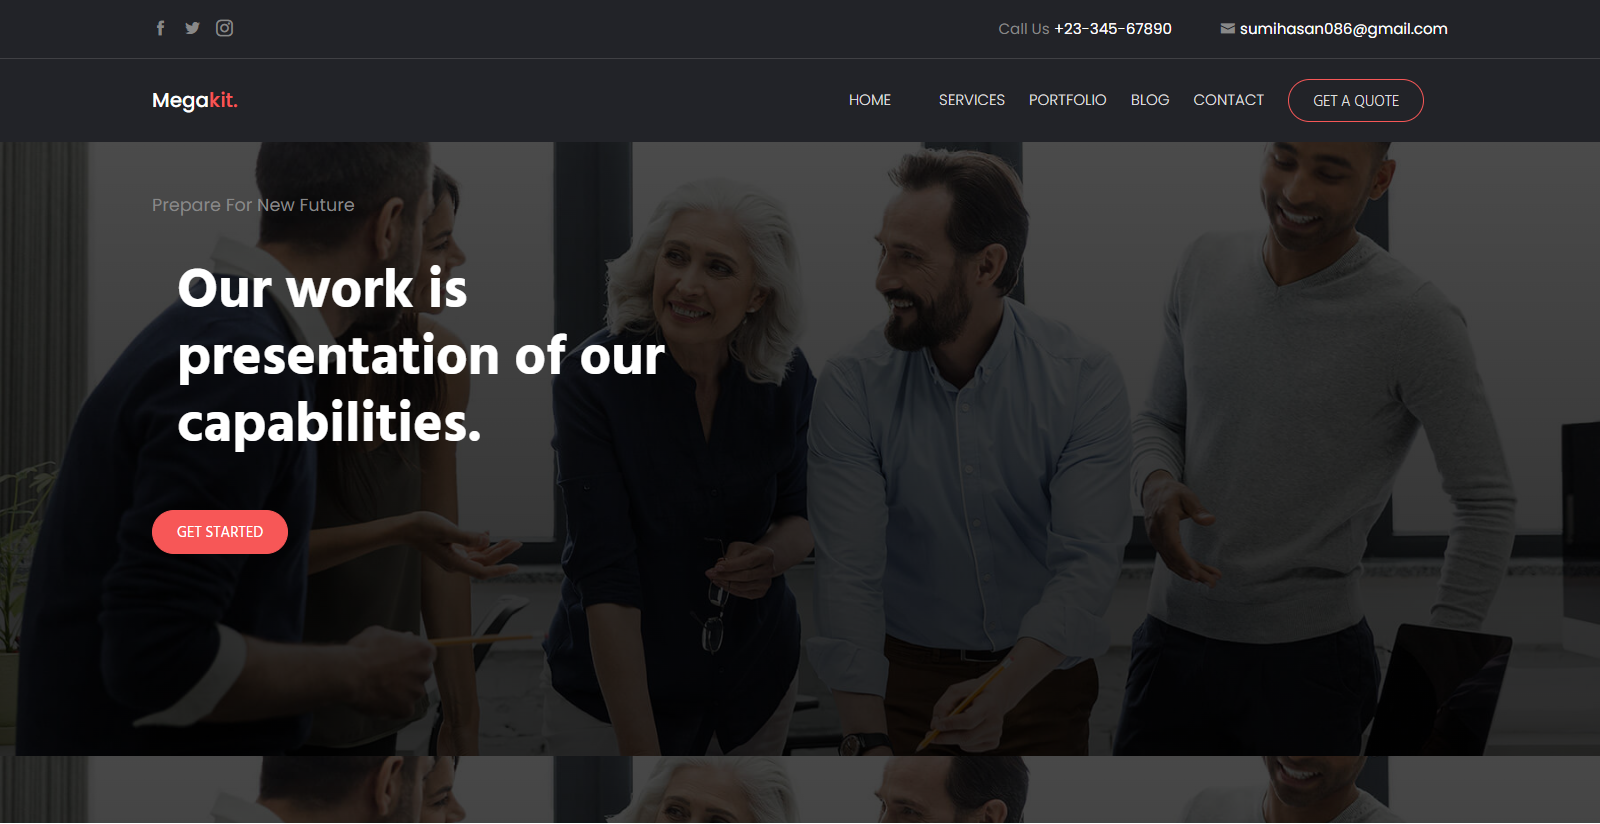 Call Us +23-345-67890
sumihasan086@gmail.com
Megakit.
HOME
SERVICES
PORTFOLIO
BLOG
CONTACT
GET A QUOTE
Prepare For New Future
Our work is
presentation of our
capabilities.
GET STARTED